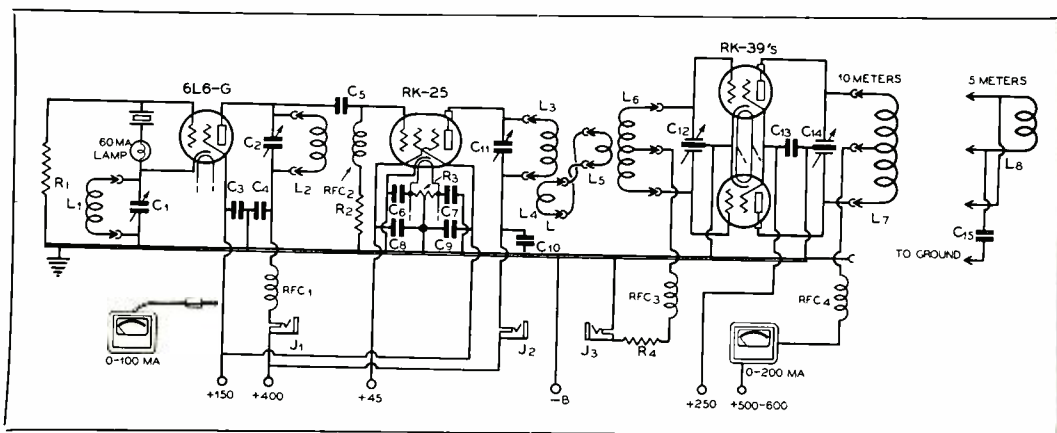 6L6-G
RK-25
RK-39's
10 METERS
5 METERS
60 MA
LAMP
R1
L1
C1
C2
L2
C3
C4
C5
RFC2
R2
C6
R3
C7
C8
C9
C10
C11
L3
L4
L
L5
L6
C12
C13
C14
L7
L8
C15
TO GROUND
RFC1
RFC3
RFC4
J1
J2
J3
R4
0-100 MA
0-200 MA
+150
+400
+45
-B
+250
+500-600